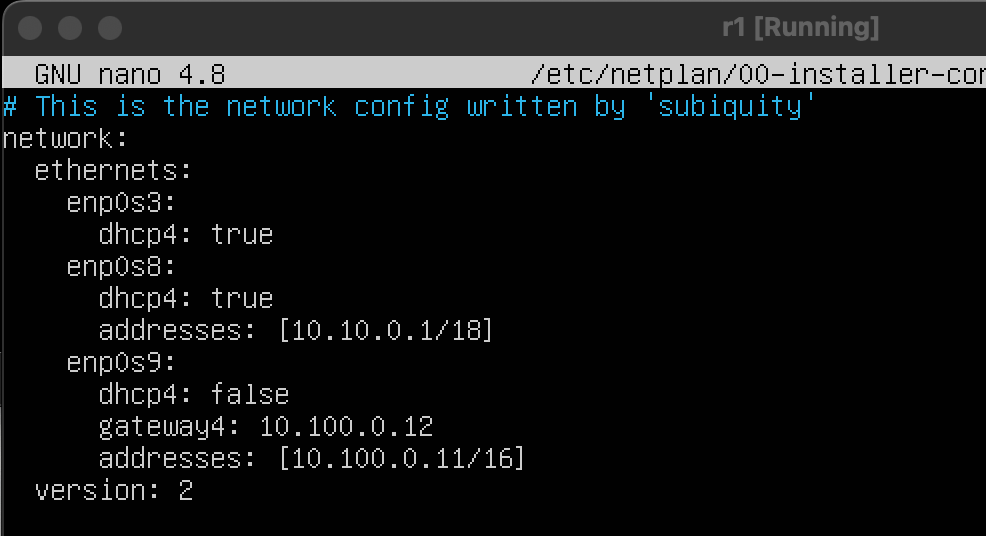 r1 [Running]
GNU nano 4.8 /etc/netplan/00-installer-con
# This is the network config written by 'subiquity'
network:
  ethernets:
    enp0s3:
      dhcp4: true
    enp0s8:
      dhcp4: true
      addresses: [10.10.0.1/18]
    enp0s9:
      dhcp4: false
      gateway4: 10.100.0.12
      addresses: [10.100.0.11/16]
  version: 2